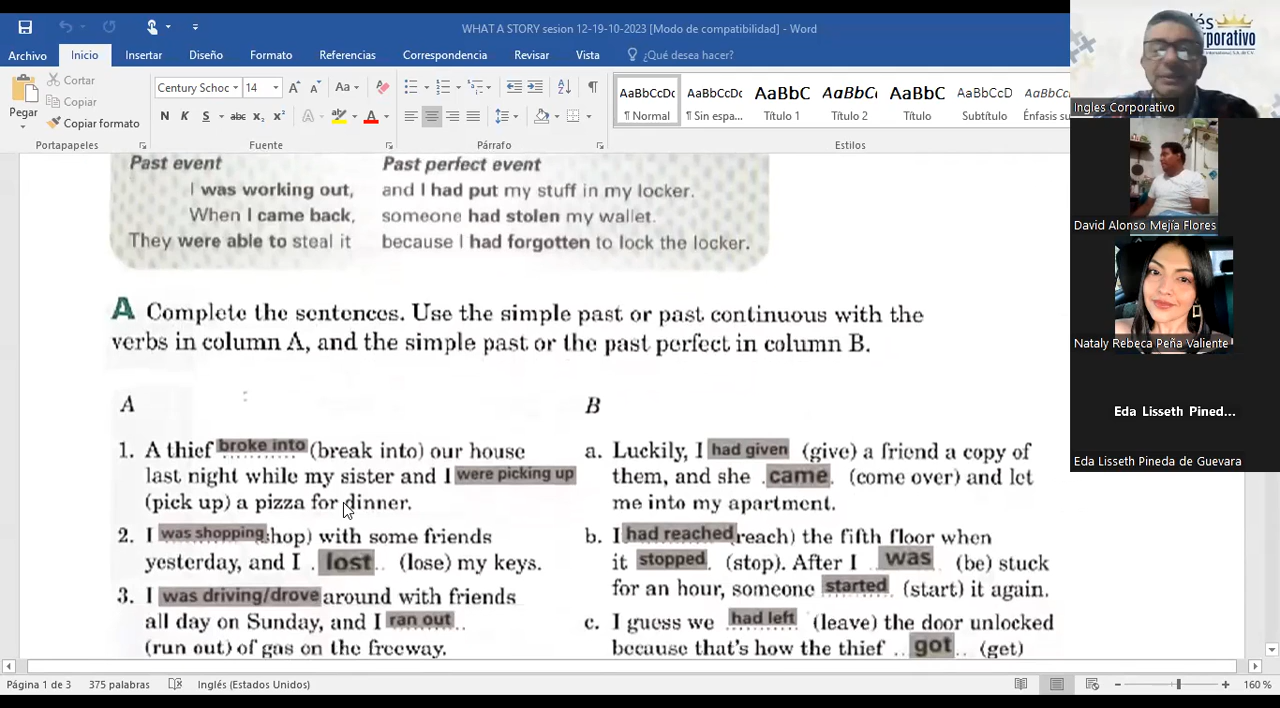 WHAT A STORY sesion 12-19-10-2023 [Modo de compatibilidad] - Word
Archivo Inicio Insertar Diseño Formato Referencias Correspondencia Revisar Vista ¿Qué desea hacer?
Pegar
Cortar
Copiar
Copiar formato
Century Schoc 14
Aa
N K S abc x₂ x²
AaBbCcDc AaBbCcDc AaBbC AaBbCc AaBbC AaBbCcD AaBbCcD
¶ Normal ¶ Sin espa... Título 1 Título 2 Título Subtítulo Énfasis su
Portapapeles Fuente Párrafo Estilos
Past event Past perfect event
I was working out, and I had put my stuff in my locker.
When I came back, someone had stolen my wallet.
They were able to steal it because I had forgotten to lock the locker.
A Complete the sentences. Use the simple past or past continuous with the
verbs in column A, and the simple past or the past perfect in column B.
A
1. A thief broke into (break into) our house
last night while my sister and I were picking up
(pick up) a pizza for dinner.
2. I was shopping hop) with some friends
yesterday, and I lost (lose) my keys.
3. I was driving/drove around with friends
all day on Sunday, and I ran out
(run out) of gas on the freeway.
B
a. Luckily, I had given (give) a friend a copy of
them, and she came (come over) and let
me into my apartment.
b. I had reached reach) the fifth floor when
it stopped (stop). After I was (be) stuck
for an hour, someone started (start) it again.
c. I guess we had left (leave) the door unlocked
because that's how the thief got (get)
Página 1 de 3 375 palabras Inglés (Estados Unidos) 160 %
Ingles Corporativo
David Alonso Mejía Flores
Nataly Rebeca Peña Valiente
Eda Lisseth Pined...
Eda Lisseth Pineda de Guevara